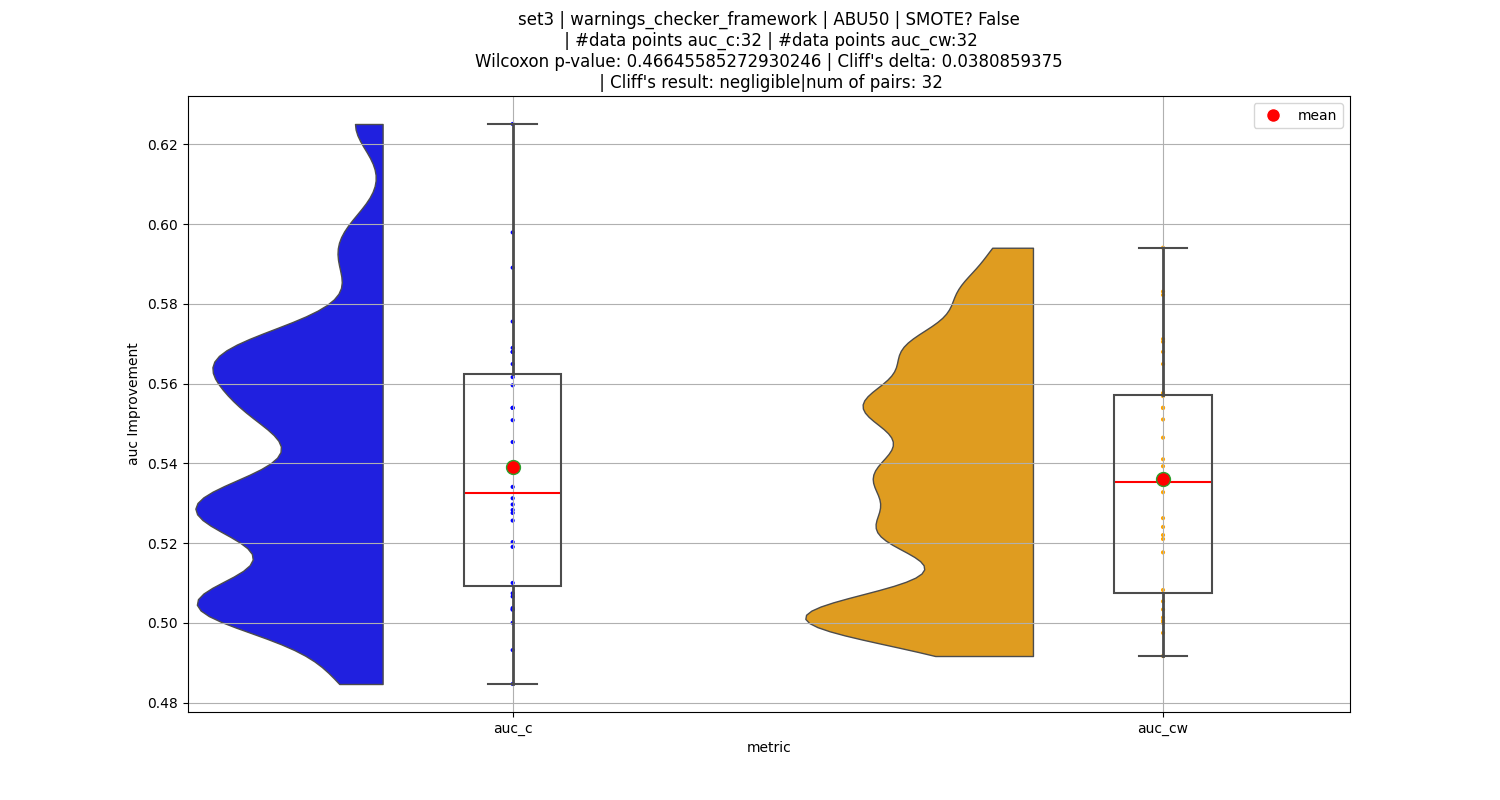 set3 | warnings_checker_framework | ABU50 | SMOTE? False
| #data points auc_c:32 | #data points auc_cw:32
Wilcoxon p-value: 0.46645585272930246 | Cliff's delta: 0.0380859375
| Cliff's result: negligible|num of pairs: 32
mean
0.62
0.60
0.58
0.56
0.54
0.52
0.50
0.48
auc Improvement
auc_c
auc_cw
metric